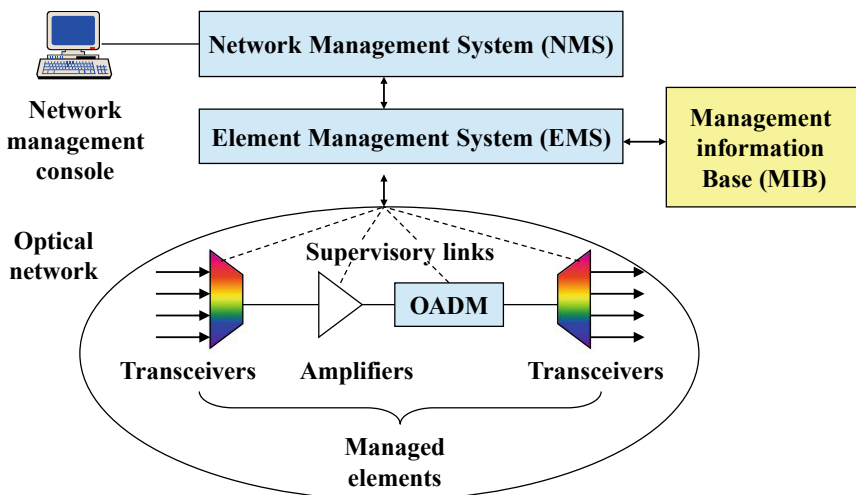 Network Management System (NMS)
Network
management
console
Element Management System (EMS)
Management
information
Base (MIB)
Optical
network
Supervisory links
OADM
Transceivers
Amplifiers
Transceivers
Managed
elements